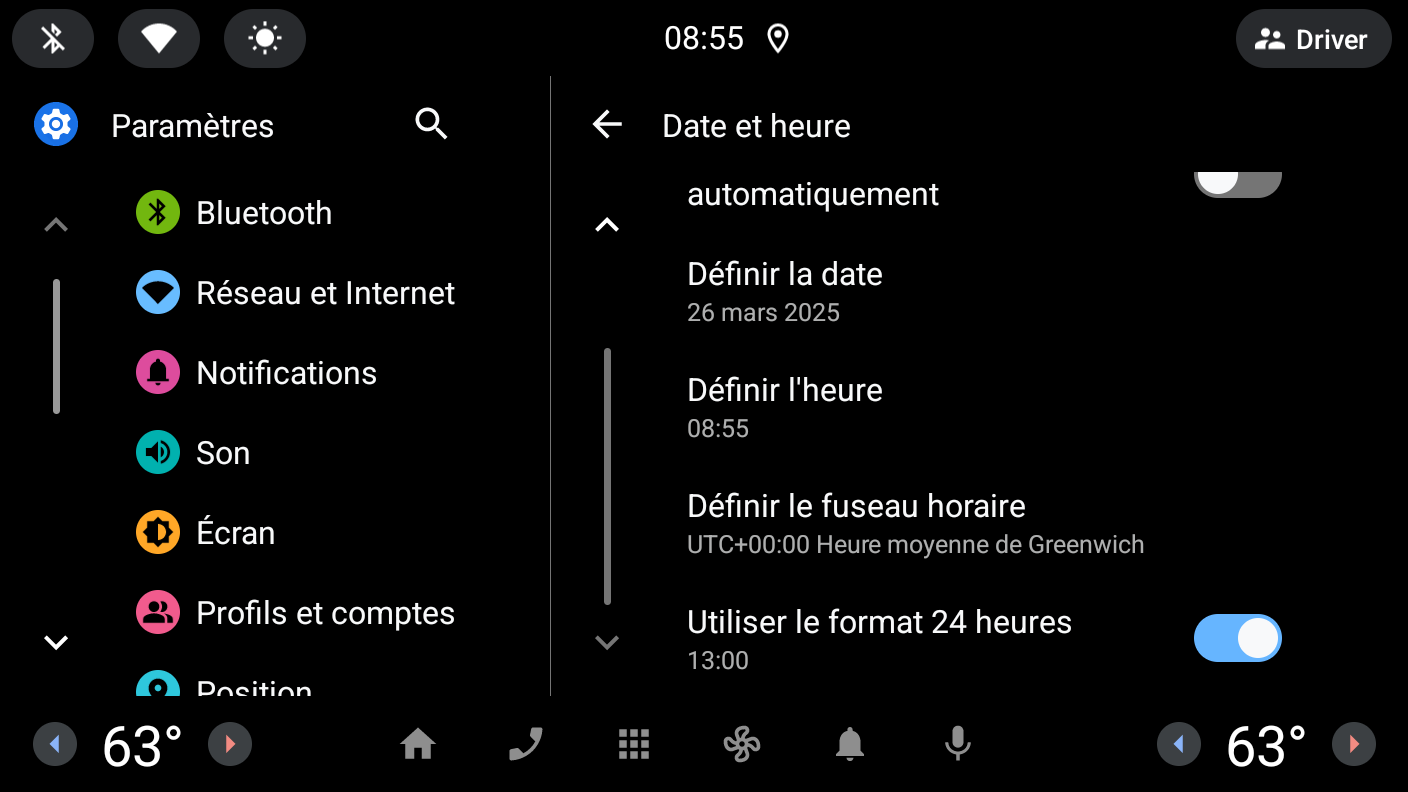 08:55
Driver
Paramètres
Bluetooth
Réseau et Internet
Notifications
Son
Écran
Profils et comptes
Position
Date et heure
automatiquement
Définir la date
26 mars 2025
Définir l'heure
08:55
Définir le fuseau horaire
UTC+00:00 Heure moyenne de Greenwich
Utiliser le format 24 heures
13:00
63°
63°